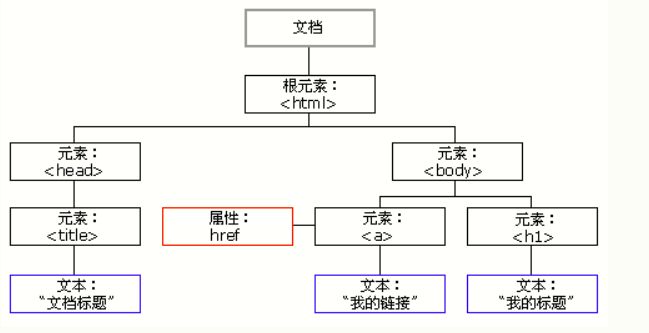 文档
根元素：
<html>
元素：
<head>
元素：
<body>
元素：
<title>
属性：
href
元素：
<a>
元素：
<h1>
文本：
“文档标题”
文本：
“我的链接”
文本：
“我的标题”